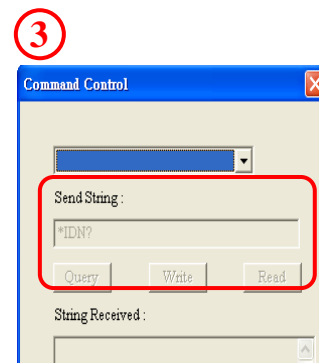 3
Command Control
Send String :
*IDN?
Query Write Read
String Received :